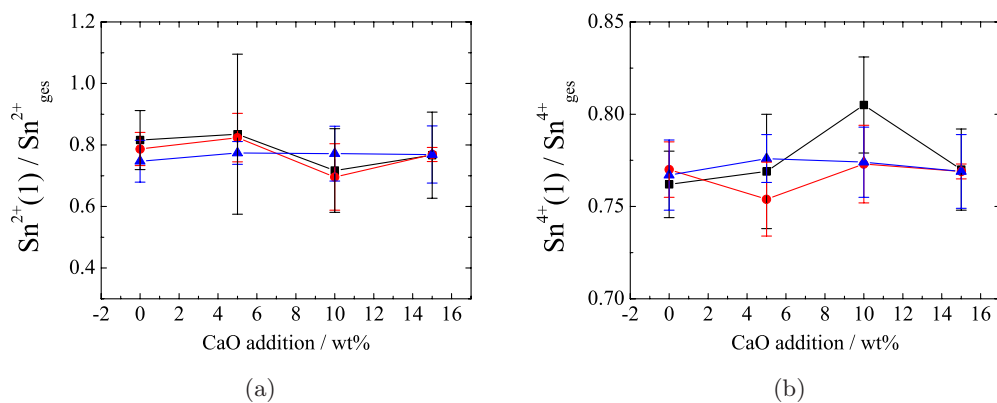 1.2
1.0
0.8
0.6
0.4
-2 0 2 4 6 8 10 12 14 16
Sn²⁺(1) / Sn²⁺ges
CaO addition / wt%
(a)
0.85
0.80
0.75
0.70
-2 0 2 4 6 8 10 12 14 16
Sn⁴⁺(1) / Sn⁴⁺ges
CaO addition / wt%
(b)